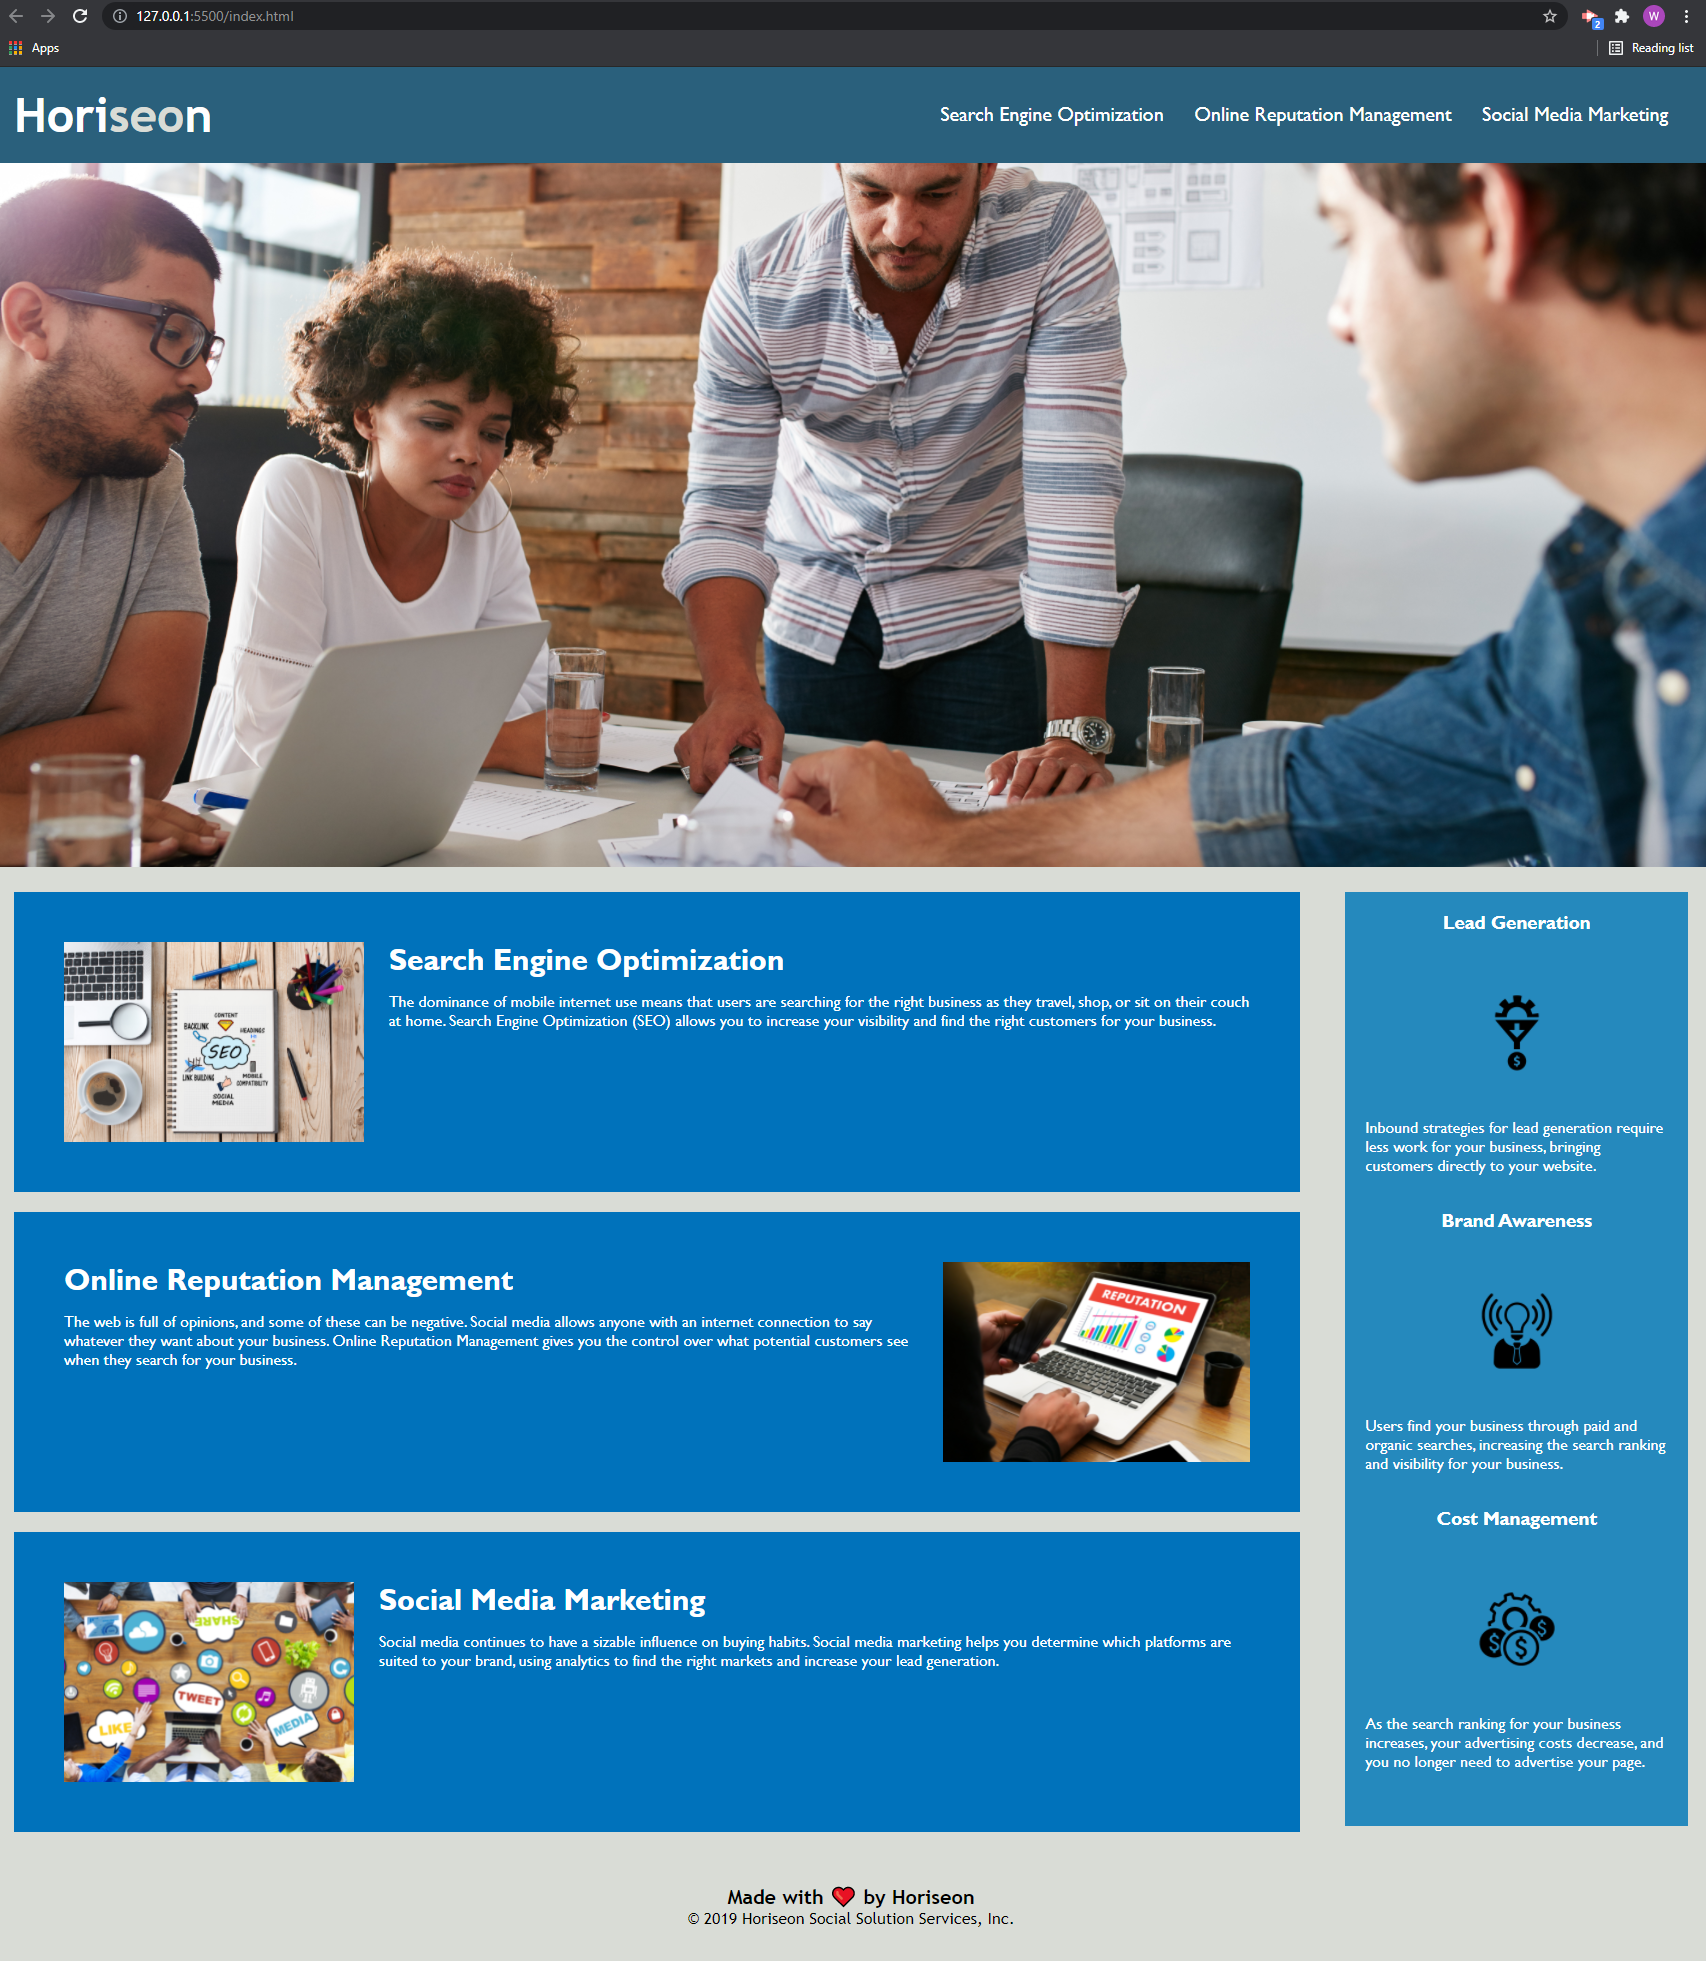 127.0.0.1:5500/index.html
2
W
Apps
Reading list
Horiseon
Search Engine Optimization Online Reputation Management Social Media Marketing
Search Engine Optimization
The dominance of mobile internet use means that users are searching for the right business as they travel, shop, or sit on their couch
at home. Search Engine Optimization (SEO) allows you to increase your visibility and find the right customers for your business.
CONTENT
BACKLINK
HEADINGS
SEO
LINK BUILDING
MOBILE
COMPATIBILITY
SOCIAL
MEDIA
Online Reputation Management
The web is full of opinions, and some of these can be negative. Social media allows anyone with an internet connection to say
whatever they want about your business. Online Reputation Management gives you the control over what potential customers see
when they search for your business.
REPUTATION
Social Media Marketing
Social media continues to have a sizable influence on buying habits. Social media marketing helps you determine which platforms are
suited to your brand, using analytics to find the right markets and increase your lead generation.
SHARE
TWEET
LIKE
MEDIA
Lead Generation
$
Inbound strategies for lead generation require
less work for your business, bringing
customers directly to your website.
Brand Awareness
Users find your business through paid and
organic searches, increasing the search ranking
and visibility for your business.
Cost Management
$ $ $
As the search ranking for your business
increases, your advertising costs decrease, and
you no longer need to advertise your page.
Made with ❤️ by Horiseon
© 2019 Horiseon Social Solution Services, Inc.